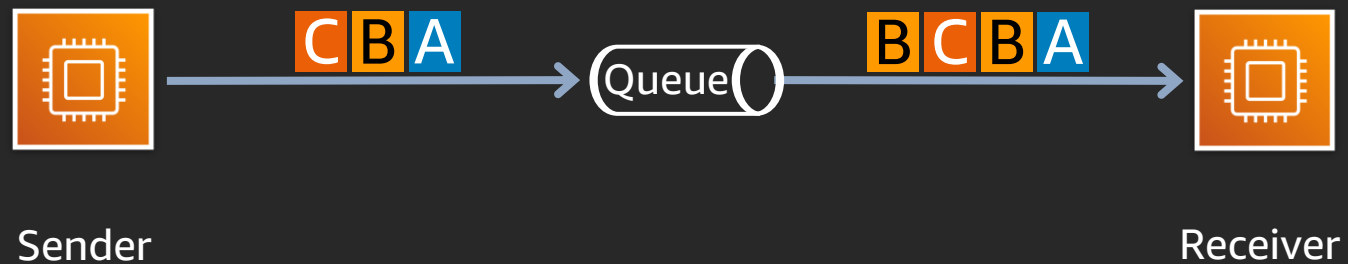 C B A
B C B A
Queue
Sender
Receiver